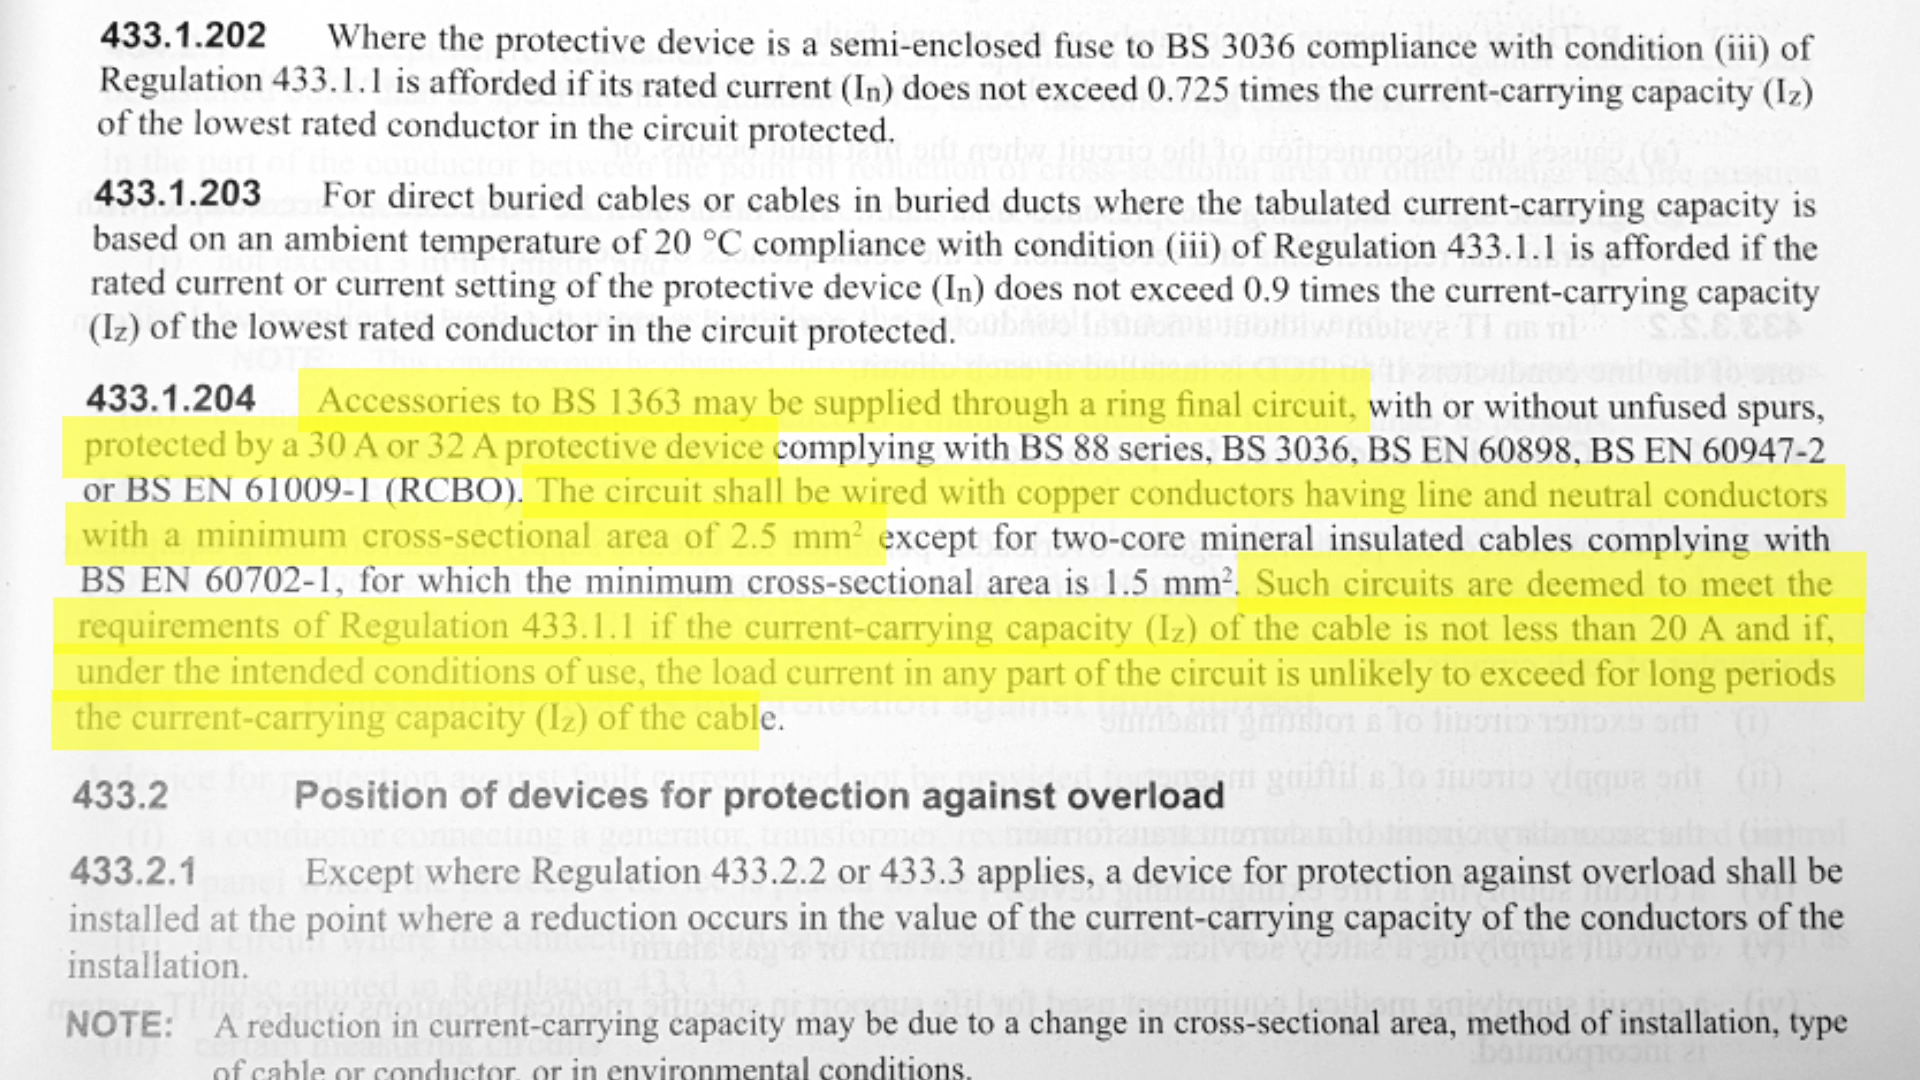 433.1.202 Where the protective device is a semi-enclosed fuse to BS 3036 compliance with condition (iii) of
Regulation 433.1.1 is afforded if its rated current (In) does not exceed 0.725 times the current-carrying capacity (Iz)
of the lowest rated conductor in the circuit protected.
433.1.203 For direct buried cables or cables in buried ducts where the tabulated current-carrying capacity is
based on an ambient temperature of 20 °C compliance with condition (iii) of Regulation 433.1.1 is afforded if the
rated current or current setting of the protective device (In) does not exceed 0.9 times the current-carrying capacity
(Iz) of the lowest rated conductor in the circuit protected.
433.1.204 Accessories to BS 1363 may be supplied through a ring final circuit, with or without unfused spurs,
protected by a 30 A or 32 A protective device complying with BS 88 series, BS 3036, BS EN 60898, BS EN 60947-2
or BS EN 61009-1 (RCBO). The circuit shall be wired with copper conductors having line and neutral conductors
with a minimum cross-sectional area of 2.5 mm² except for two-core mineral insulated cables complying with
BS EN 60702-1, for which the minimum cross-sectional area is 1.5 mm². Such circuits are deemed to meet the
requirements of Regulation 433.1.1 if the current-carrying capacity (Iz) of the cable is not less than 20 A and if,
under the intended conditions of use, the load current in any part of the circuit is unlikely to exceed for long periods
the current-carrying capacity (Iz) of the cable.
433.2 Position of devices for protection against overload
433.2.1 Except where Regulation 433.2.2 or 433.3 applies, a device for protection against overload shall be
installed at the point where a reduction occurs in the value of the current-carrying capacity of the conductors of the
installation.
NOTE: A reduction in current-carrying capacity may be due to a change in cross-sectional area, method of installation, type
of cable or conductor, or in environmental conditions.